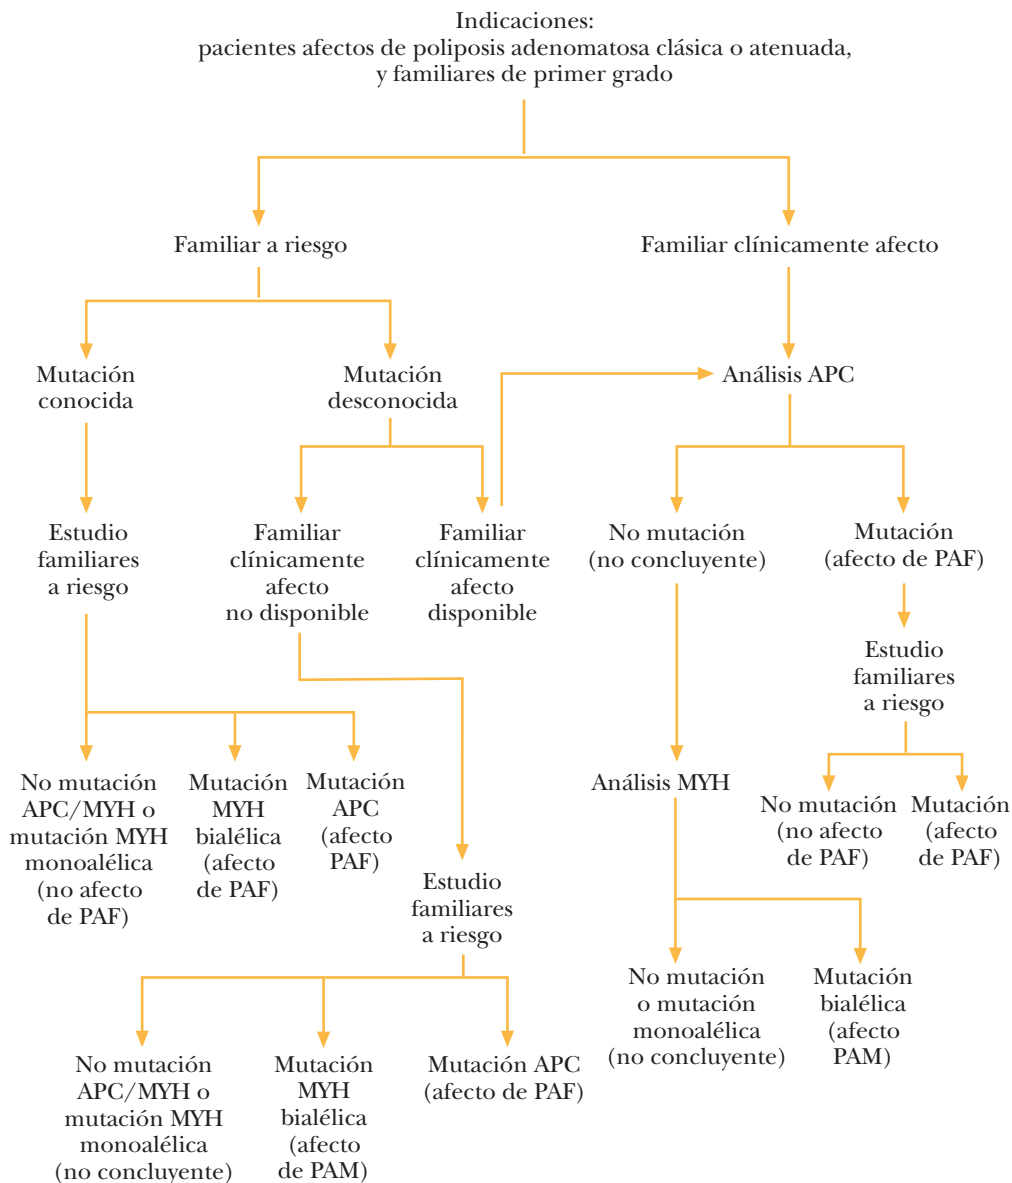 Indicaciones:
pacientes afectos de poliposis adenomatosa clásica o atenuada,
y familiares de primer grado
Familiar a riesgo
Familiar clínicamente afecto
Mutación
conocida
Mutación
desconocida
Análisis APC
Estudio
familiares
a riesgo
Familiar
clínicamente
afecto
no disponible
Familiar
clínicamente
afecto
disponible
No mutación
(no concluyente)
Mutación
(afecto de PAF)
Estudio
familiares
a riesgo
No mutación
APC/MYH o
mutación MYH
monoalélica
(no afecto
de PAF)
Mutación
MYH
bialélica
(afecto
de PAF)
Mutación
APC
(afecto
PAF)
Análisis MYH
No mutación
(no afecto
de PAF)
Mutación
(afecto
de PAF)
Estudio
familiares
a riesgo
No mutación
o mutación
monoalélica
(no concluyente)
Mutación
bialélica
(afecto
PAM)
No mutación
APC/MYH o
mutación MYH
monoalélica
(no concluyente)
Mutación
MYH
bialélica
(afecto
de PAM)
Mutación APC
(afecto de PAF)